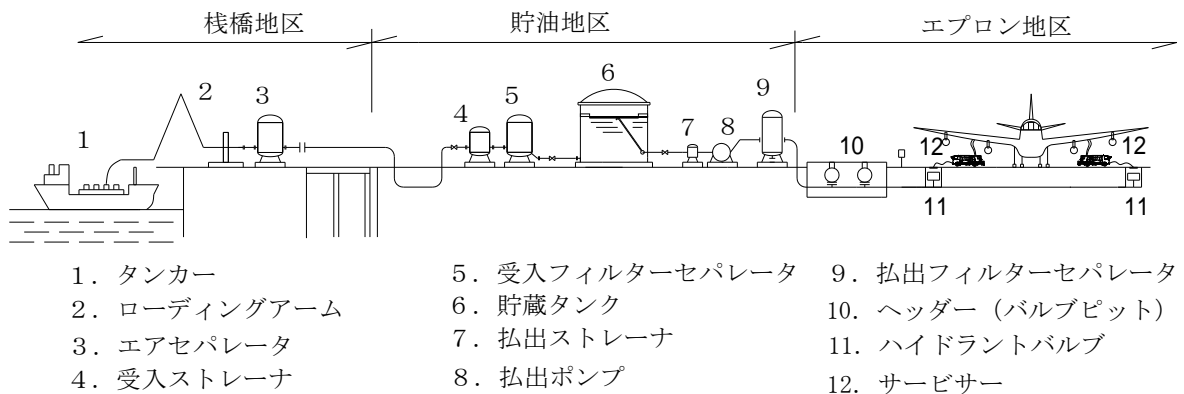 栈橋地区
貯油地区
エプロン地区
1
2
3
4
5
6
7
8
9
10
12
12
11
11
1．タンカー
2．ローディングアーム
3．エアセパレータ
4．受入ストレーナ
5．受入フィルターセパレータ
6．貯蔵タンク
7．払出ストレーナ
8．払出ポンプ
9．払出フィルターセパレータ
10．ヘッダー（バルブピット）
11．ハイドラントバルブ
12．サービサー